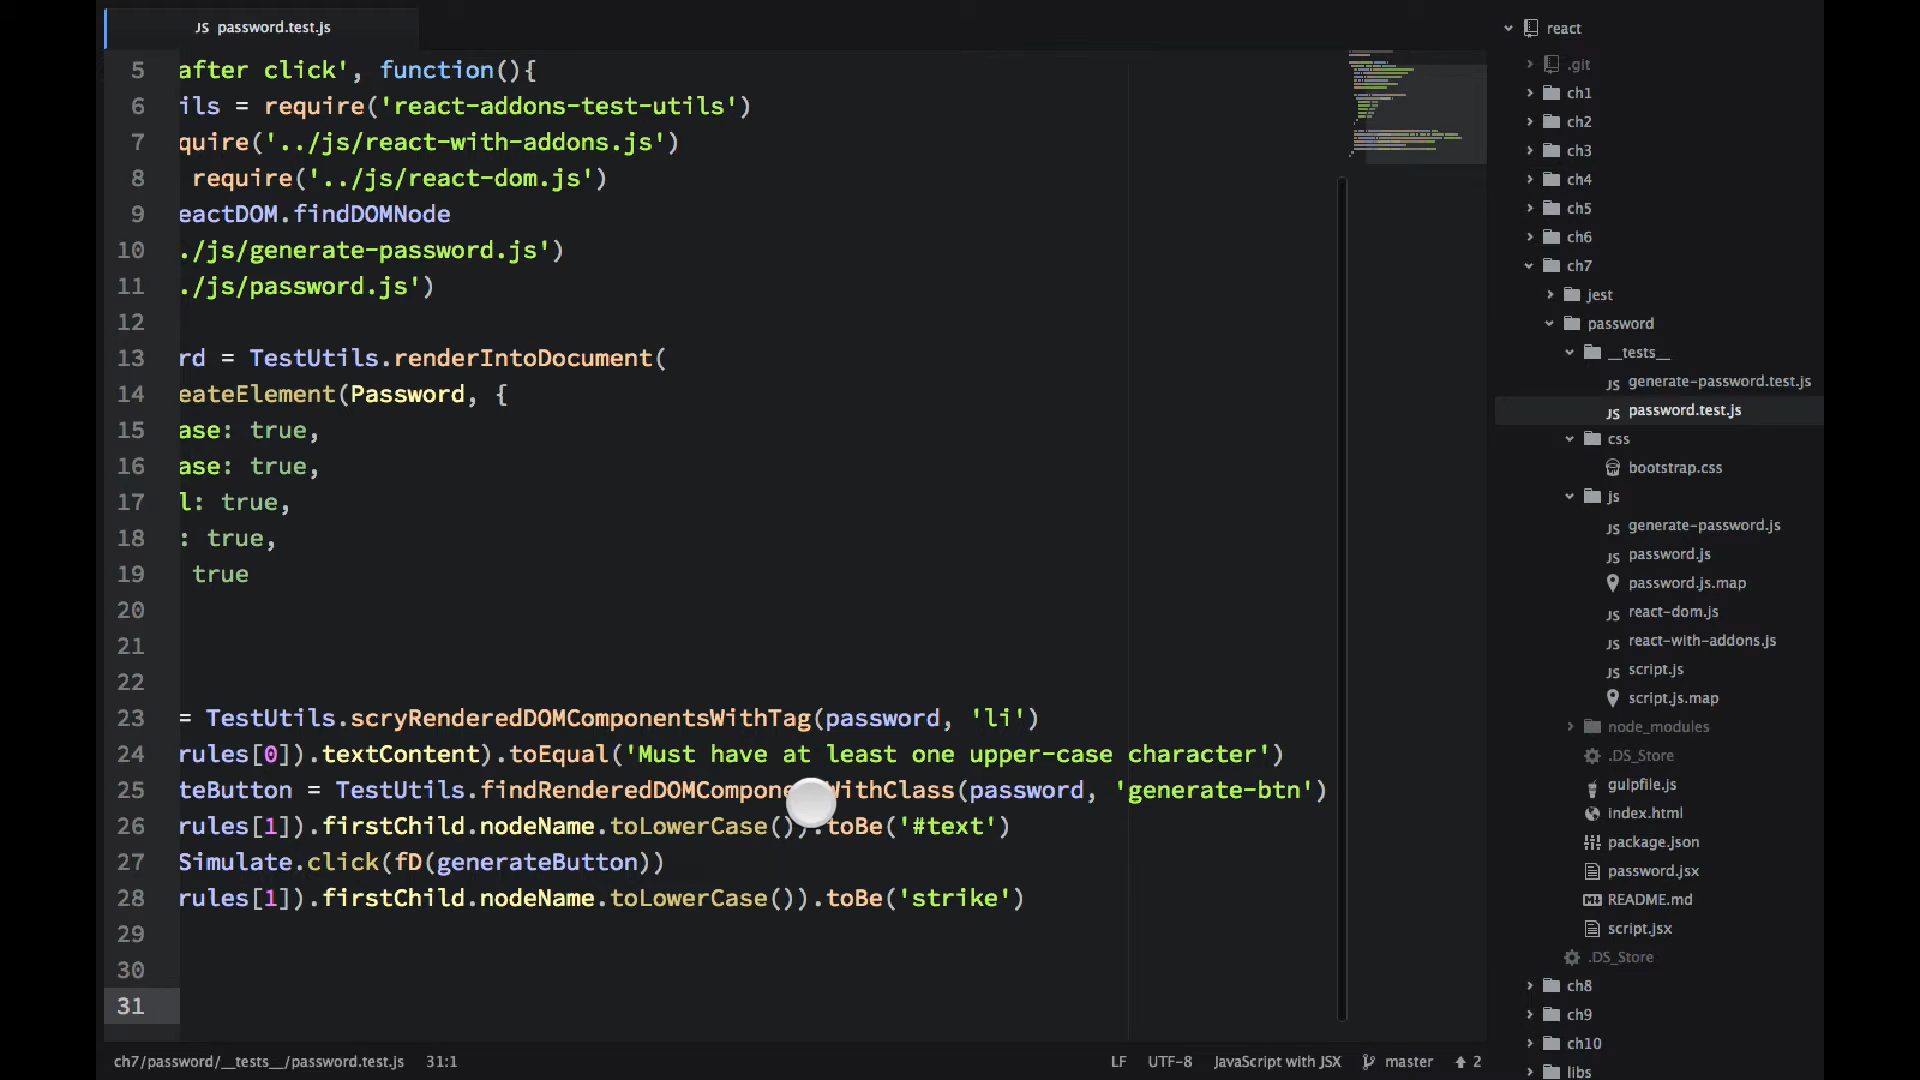 password.test.js
5 after click', function(){
6 ils = require('react-addons-test-utils')
7 quire('../js/react-with-addons.js')
8 require('../js/react-dom.js')
9 eactDOM.findDOMNode
10 ./js/generate-password.js')
11 ./js/password.js')
12
13 rd = TestUtils.renderIntoDocument(
14 eateElement(Password, {
15 ase: true,
16 ase: true,
17 l: true,
18 : true,
19 true
20
21
22
23 = TestUtils.scryRenderedDOMComponentsWithTag(password, 'li')
24 rules[0]).textContent).toEqual('Must have at least one upper-case character')
25 teButton = TestUtils.findRenderedDOMComponentWithClass(password, 'generate-btn')
26 rules[1]).firstChild.nodeName.toLowerCase()).toBe('#text')
27 Simulate.click(fD(generateButton))
28 rules[1]).firstChild.nodeName.toLowerCase()).toBe('strike')
29
30
31
react
.git
ch1
ch2
ch3
ch4
ch5
ch6
ch7
jest
password
__tests__
generate-password.test.js
password.test.js
css
bootstrap.css
js
generate-password.js
password.js
password.js.map
react-dom.js
react-with-addons.js
script.js
script.js.map
node_modules
.DS_Store
gulpfile.js
index.html
package.json
password.jsx
README.md
script.jsx
.DS_Store
ch8
ch9
ch10
libs
ch7/password/__tests__/password.test.js 31:1 LF UTF-8 JavaScript with JSX master 2